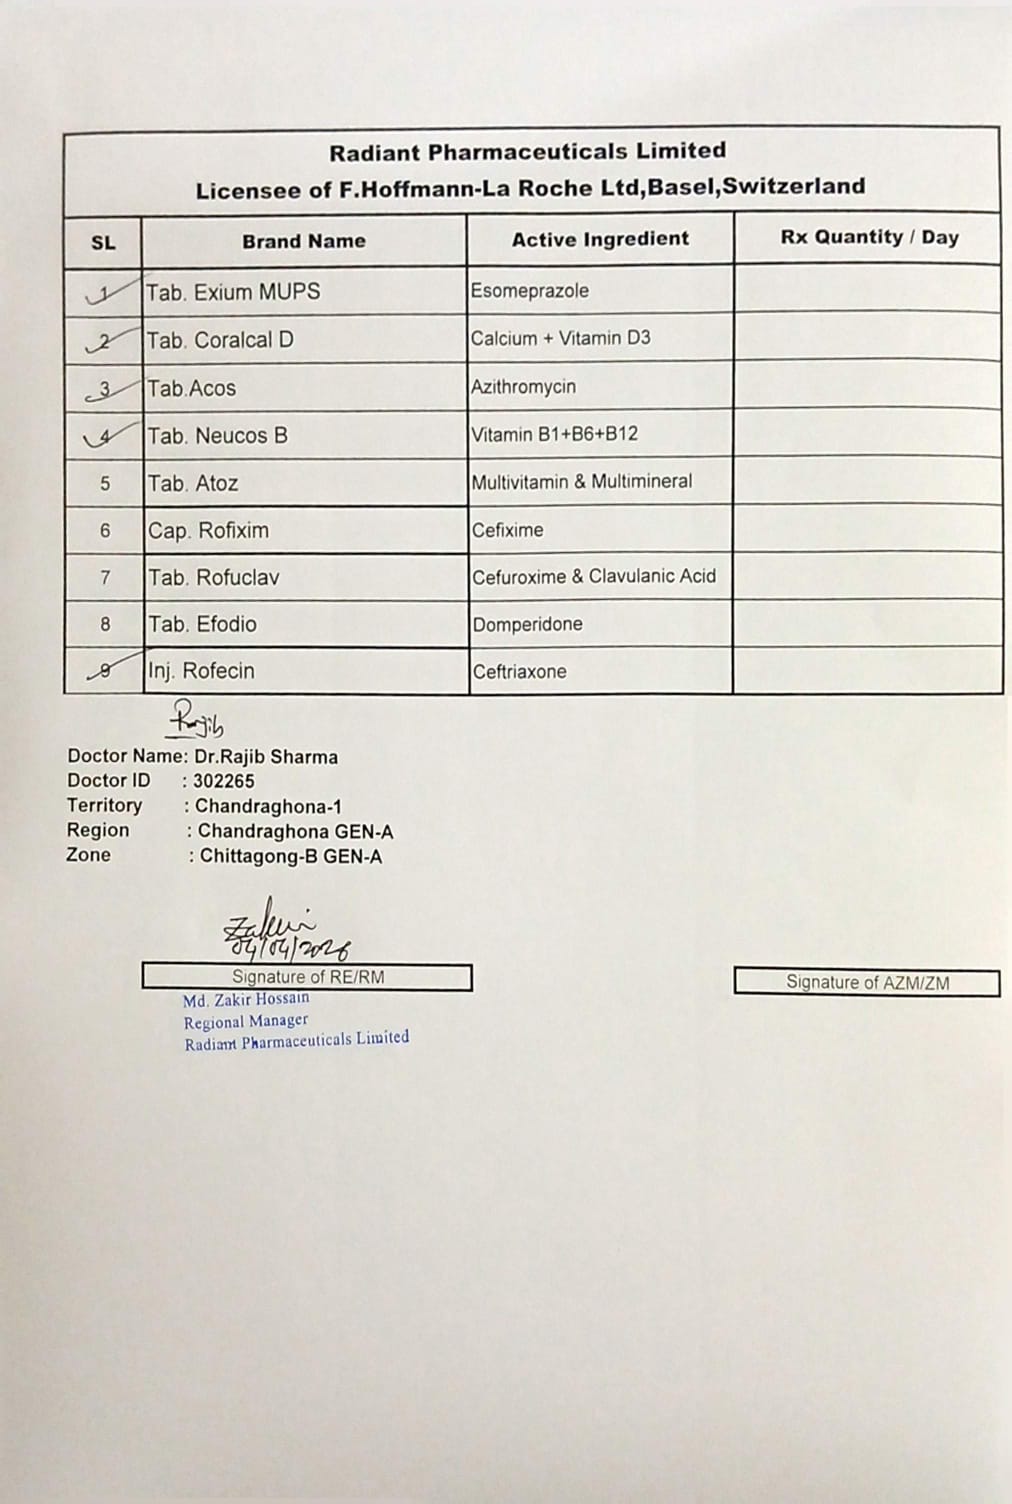 Radiant Pharmaceuticals Limited
Licensee of F.Hoffmann-La Roche Ltd,Basel,Switzerland
SL Brand Name Active Ingredient Rx Quantity / Day
1 Tab. Exium MUPS Esomeprazole
2 Tab. Coralcal D Calcium + Vitamin D3
3 Tab.Acos Azithromycin
4 Tab. Neucos B Vitamin B1+B6+B12
5 Tab. Atoz Multivitamin & Multimineral
6 Cap. Rofixim Cefixime
7 Tab. Rofuclav Cefuroxime & Clavulanic Acid
8 Tab. Efodio Domperidone
9 Inj. Rofecin Ceftriaxone
Rajib
Doctor Name: Dr.Rajib Sharma
Doctor ID : 302265
Territory : Chandraghona-1
Region : Chandraghona GEN-A
Zone : Chittagong-B GEN-A
04/04/2026
Signature of RE/RM
Signature of AZM/ZM
Md. Zakir Hossain
Regional Manager
Radiant Pharmaceuticals Limited